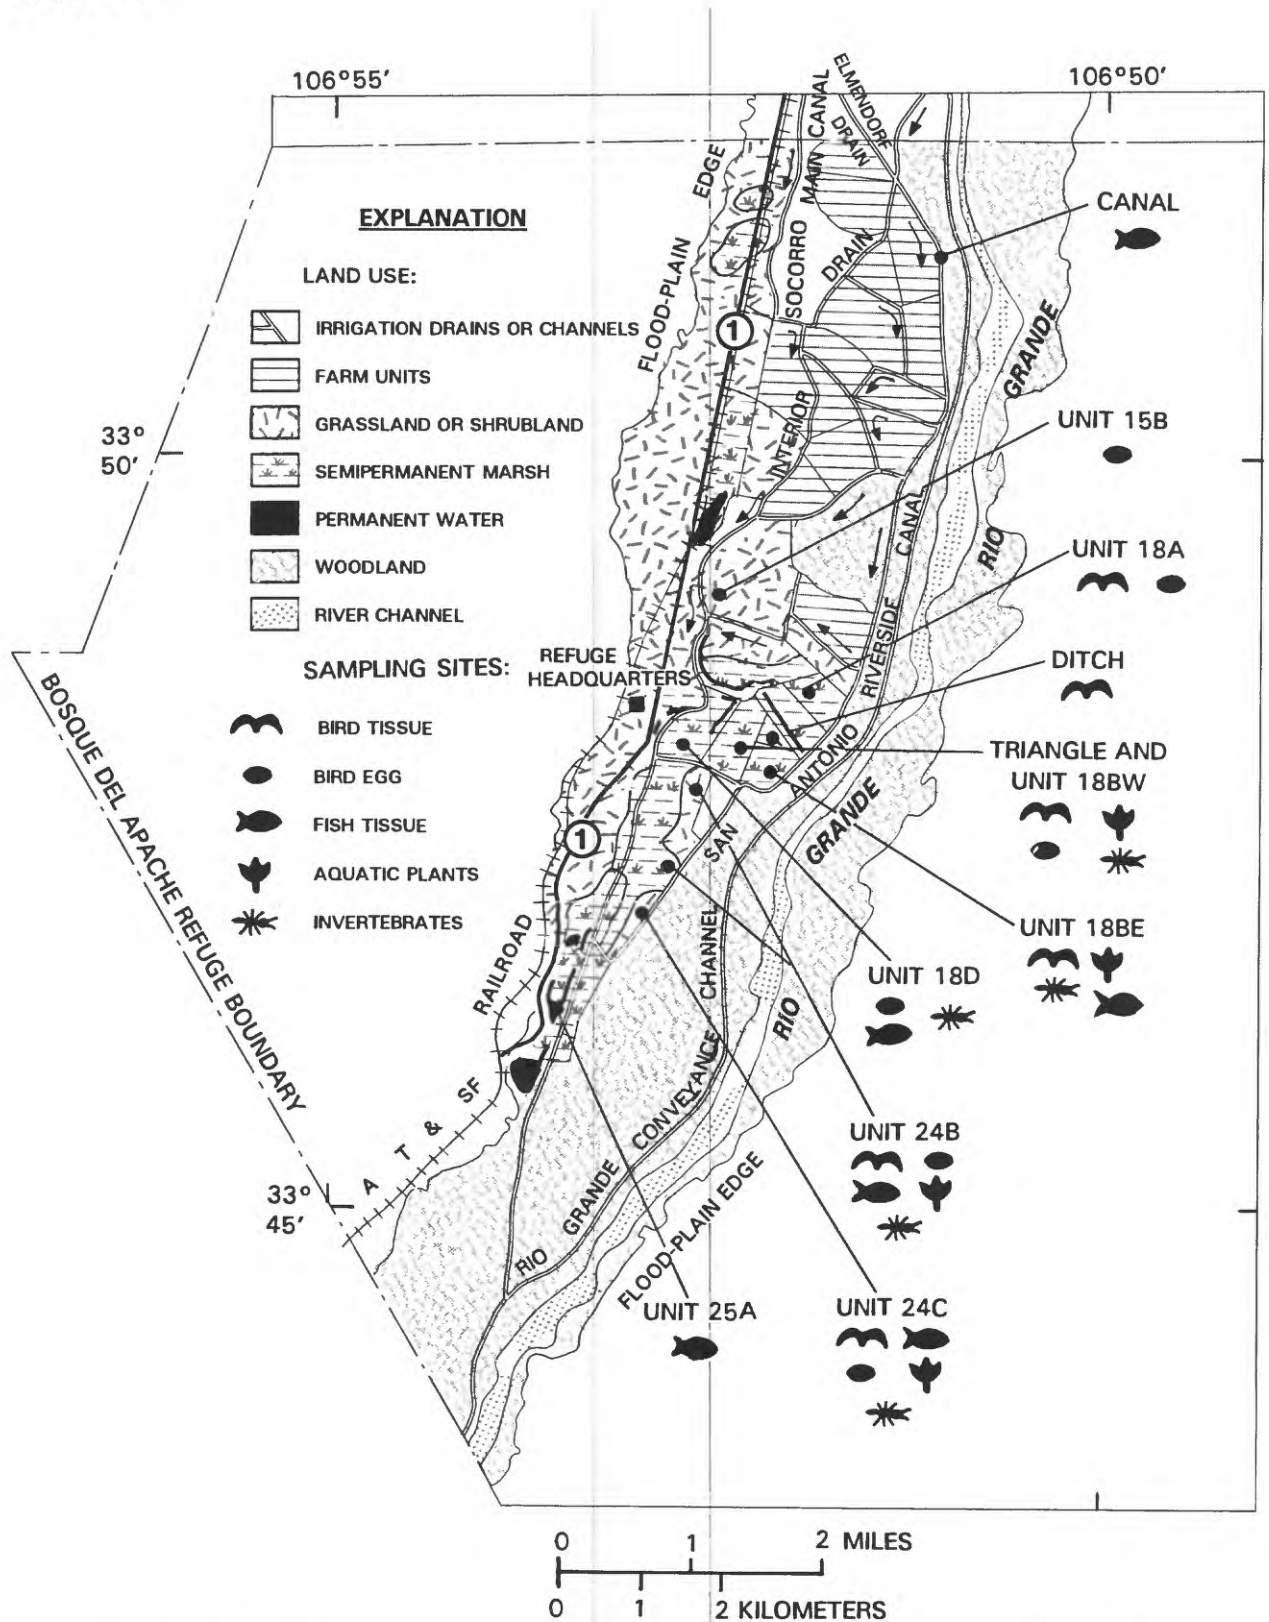 106°55′
106°50′
ELMENDORF
DRAIN
SOCORRO MAIN CANAL
FLOOD-PLAIN EDGE
CANAL
EXPLANATION
LAND USE:
IRRIGATION DRAINS OR CHANNELS
FARM UNITS
GRASSLAND OR SHRUBLAND
SEMIPERMANENT MARSH
PERMANENT WATER
WOODLAND
RIVER CHANNEL
SAMPLING SITES:
BIRD TISSUE
BIRD EGG
FISH TISSUE
AQUATIC PLANTS
INVERTEBRATES
33°
50′
1
INTERIOR DRAIN
RIO GRANDE
UNIT 15B
UNIT 18A
DITCH
REFUGE
HEADQUARTERS
SAN ANTONIO RIVERSIDE CANAL
TRIANGLE AND
UNIT 18BW
UNIT 18BE
UNIT 18D
1
RIO GRANDE
BOSQUE DEL APACHE REFUGE BOUNDARY
A T & SF RAILROAD
RIO GRANDE CONVEYANCE CHANNEL
FLOOD-PLAIN EDGE
33°
45′
UNIT 24B
UNIT 24C
UNIT 25A
0 1 2 MILES
0 1 2 KILOMETERS